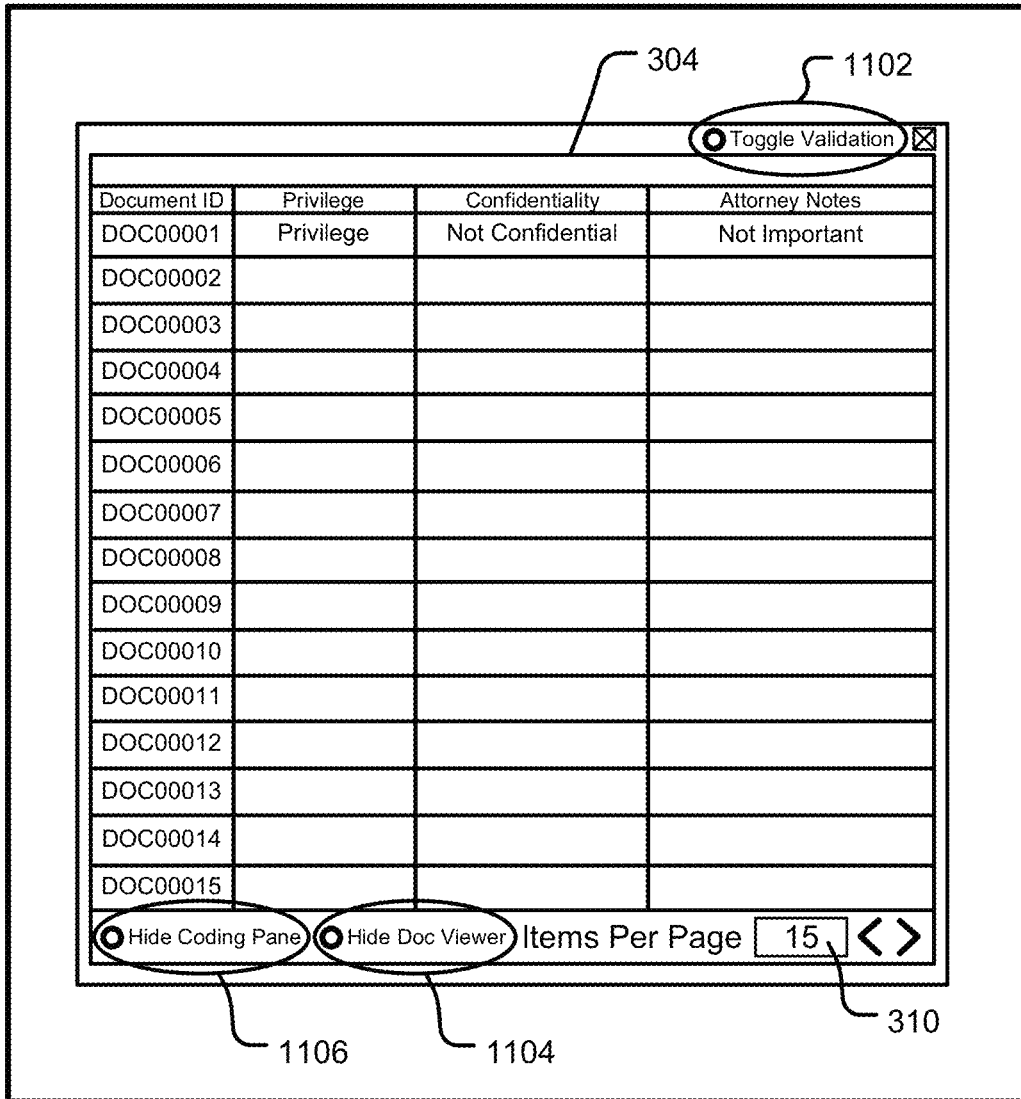 304
1102
Toggle Validation
Document ID Privilege Confidentiality Attorney Notes
DOC00001 Privilege Not Confidential Not Important
DOC00002
DOC00003
DOC00004
DOC00005
DOC00006
DOC00007
DOC00008
DOC00009
DOC00010
DOC00011
DOC00012
DOC00013
DOC00014
DOC00015
Hide Coding Pane Hide Doc Viewer Items Per Page 15 < >
310
1106 1104